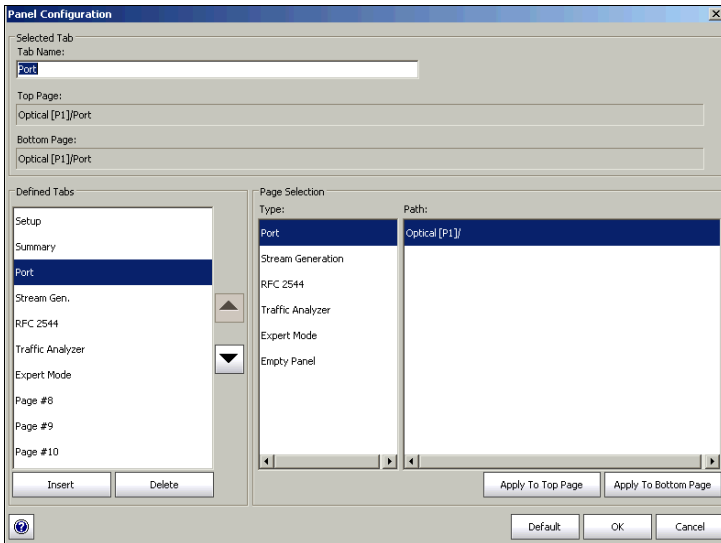 Panel Configuration
Selected Tab
Tab Name:
Port
Top Page:
Optical [P1]/Port
Bottom Page:
Optical [P1]/Port
Defined Tabs
Setup
Summary
Port
Stream Gen.
RFC 2544
Traffic Analyzer
Expert Mode
Page #8
Page #9
Page #10
Insert
Delete
Page Selection
Type:
Port
Stream Generation
RFC 2544
Traffic Analyzer
Expert Mode
Empty Panel
Path:
Optical [P1]/
Apply To Top Page
Apply To Bottom Page
Default
OK
Cancel